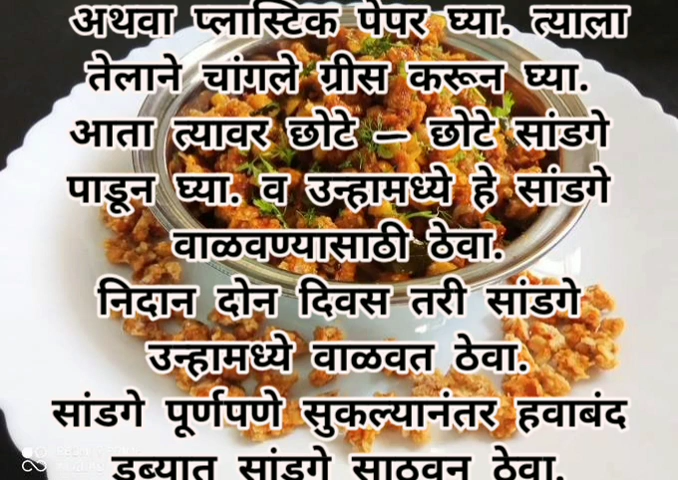 अथवा प्लास्टिक पेपर घ्या. त्याला
तेलाने चांगले ग्रीस करून घ्या.
आता त्यावर छोटे – छोटे सांडगे
पाडून घ्या. व उन्हामध्ये हे सांडगे
वाळवण्यासाठी ठेवा.
निदान दोन दिवस तरी सांडगे
उन्हामध्ये वाळवत ठेवा.
सांडगे पूर्णपणे सुकल्यानंतर हवाबंद
डब्यात सांडगे साठवून ठेवा.